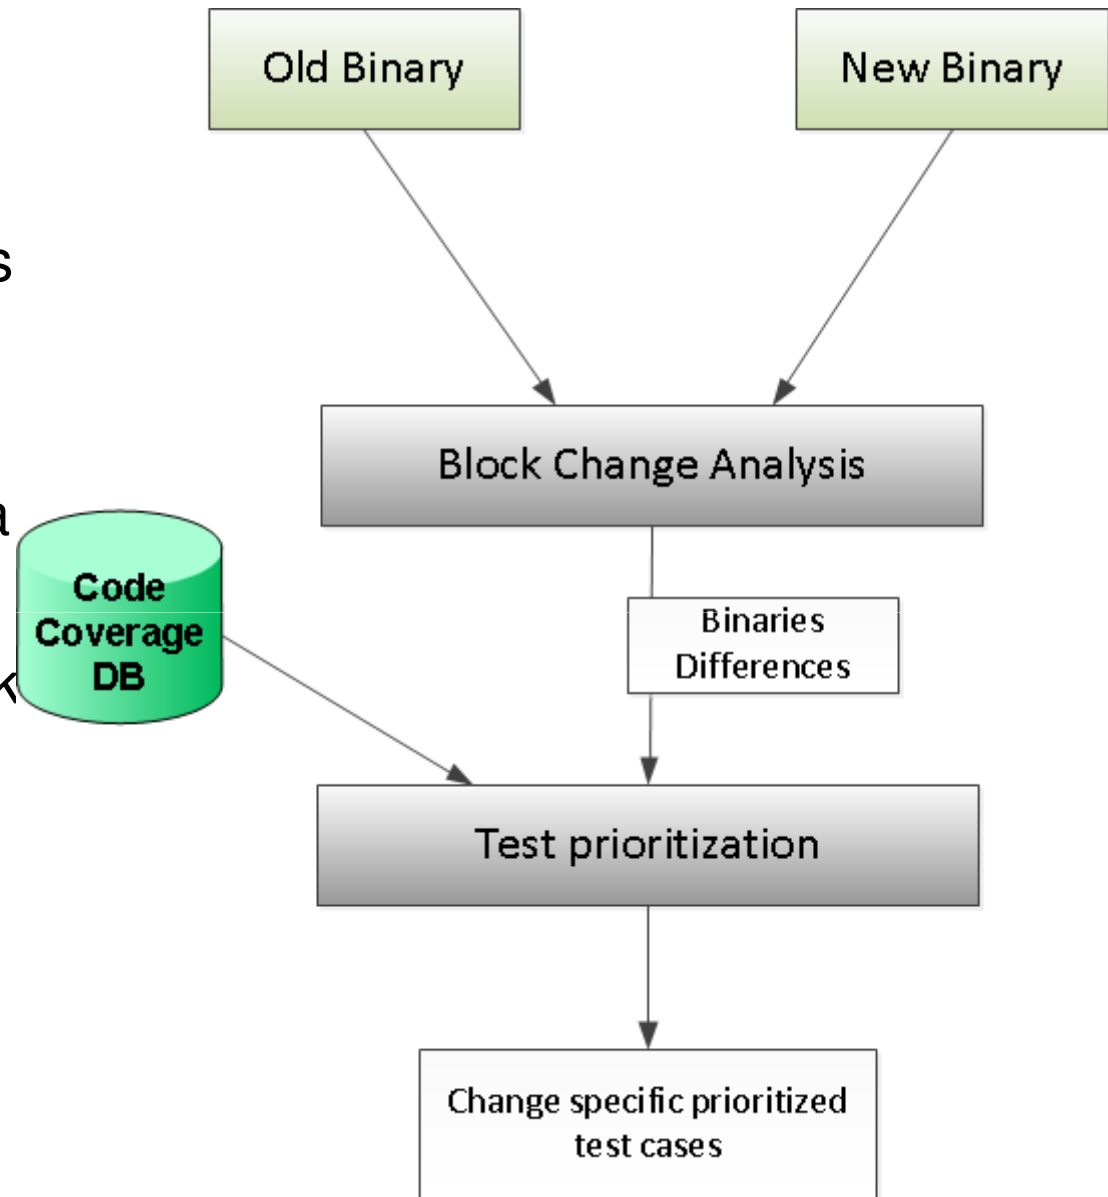 Old Binary
New Binary
s
Block Change Analysis
a
Code
Coverage
DB
Binaries
Differences
k
Test prioritization
Change specific prioritized
test cases